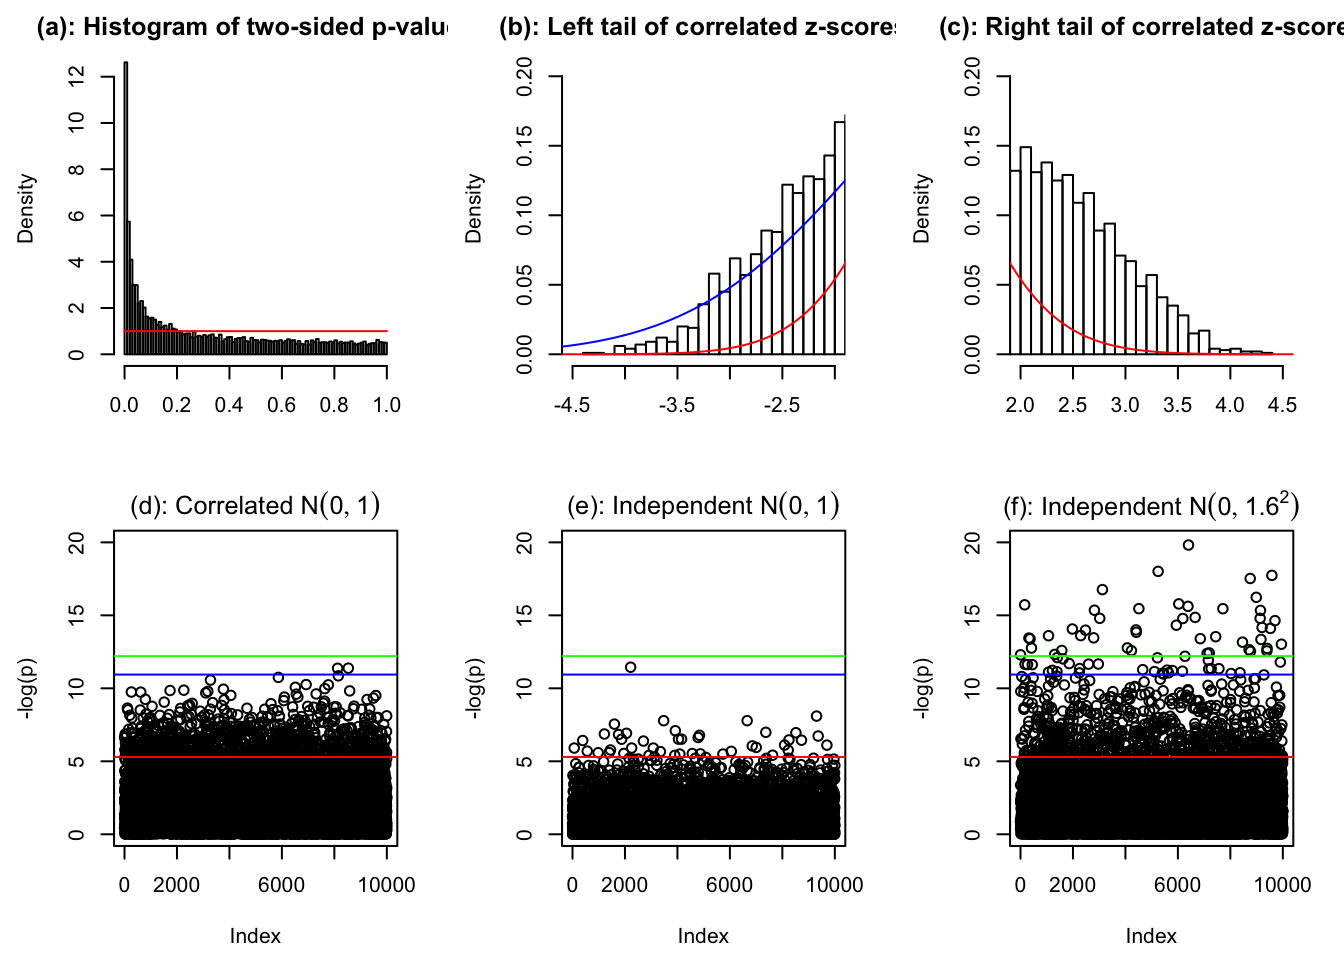 (a): Histogram of two-sided p-valu
Density
0 2 4 6 8 10 12
0.0 0.2 0.4 0.6 0.8 1.0
(b): Left tail of correlated z-scores
Density
0.00 0.05 0.10 0.15 0.20
-4.5 -3.5 -2.5
(c): Right tail of correlated z-score
Density
0.00 0.05 0.10 0.15 0.20
2.0 2.5 3.0 3.5 4.0 4.5
(d): Correlated N(0, 1)
-log(p)
0 5 10 15 20
0 2000 6000 10000
Index
(e): Independent N(0, 1)
-log(p)
0 5 10 15 20
0 2000 6000 10000
Index
(f): Independent N(0, 1.6²)
-log(p)
0 5 10 15 20
0 2000 6000 10000
Index